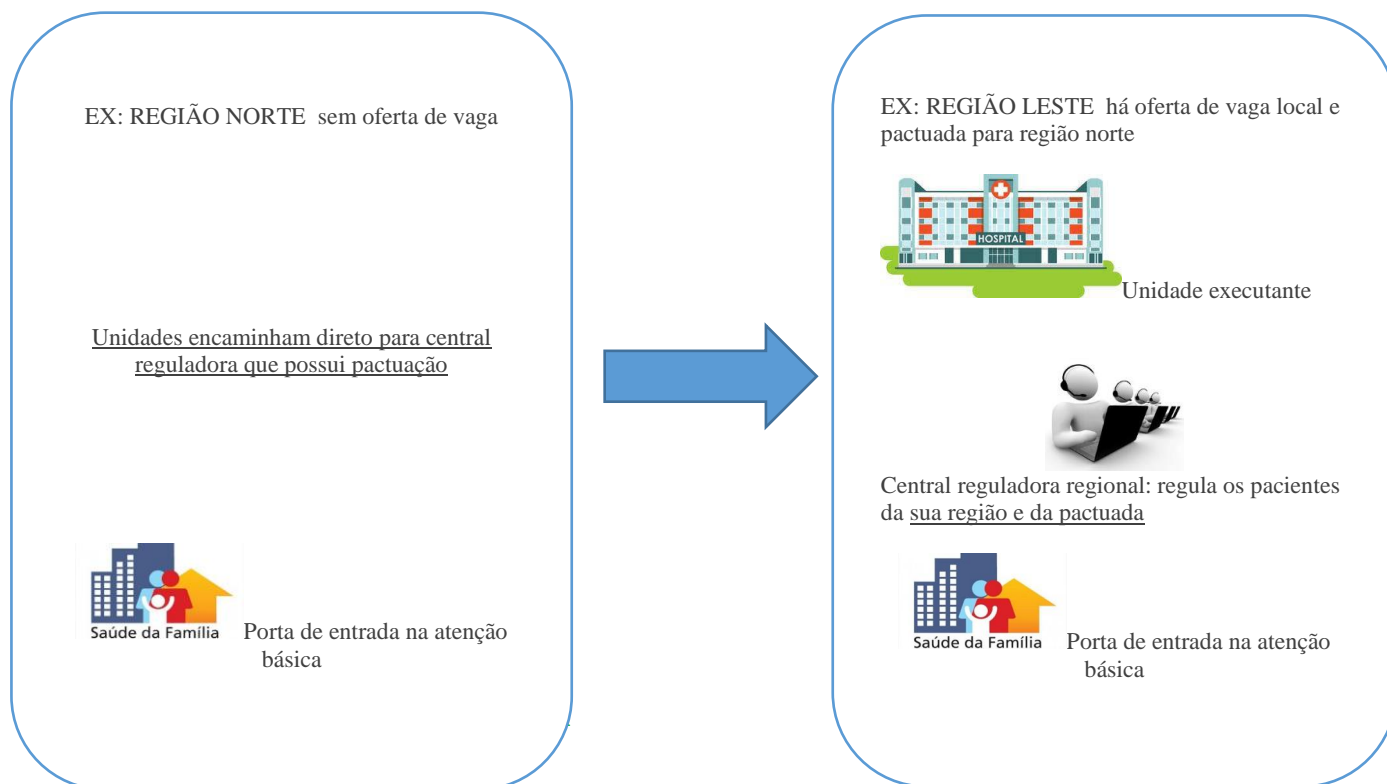 EX: REGIÃO NORTE sem oferta de vaga
Unidades encaminham direto para central
reguladora que possui pactuação
Saúde da Família
Porta de entrada na atenção
básica
EX: REGIÃO LESTE há oferta de vaga local e
pactuada para região norte
HOSPITAL
Unidade executante
Central reguladora regional: regula os pacientes
da sua região e da pactuada
Saúde da Família
Porta de entrada na atenção
básica